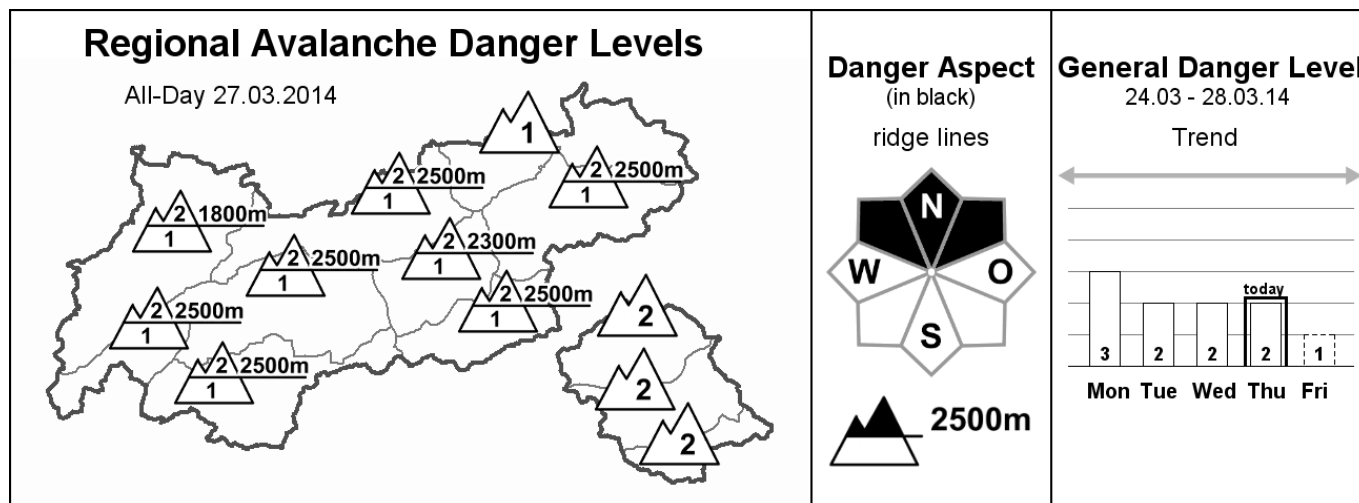 Regional Avalanche Danger Levels
All-Day 27.03.2014
1
2 2500m
1
2 2500m
1
2 1800m
1
2 2300m
1
2 2500m
1
2 2500m
1
2
2 2500m
1
2 2500m
1
2
2
Danger Aspect
(in black)
ridge lines
N
W
O
S
2500m
General Danger Level
24.03 - 28.03.14
Trend
today
3 2 2 2 1
Mon Tue Wed Thu Fri